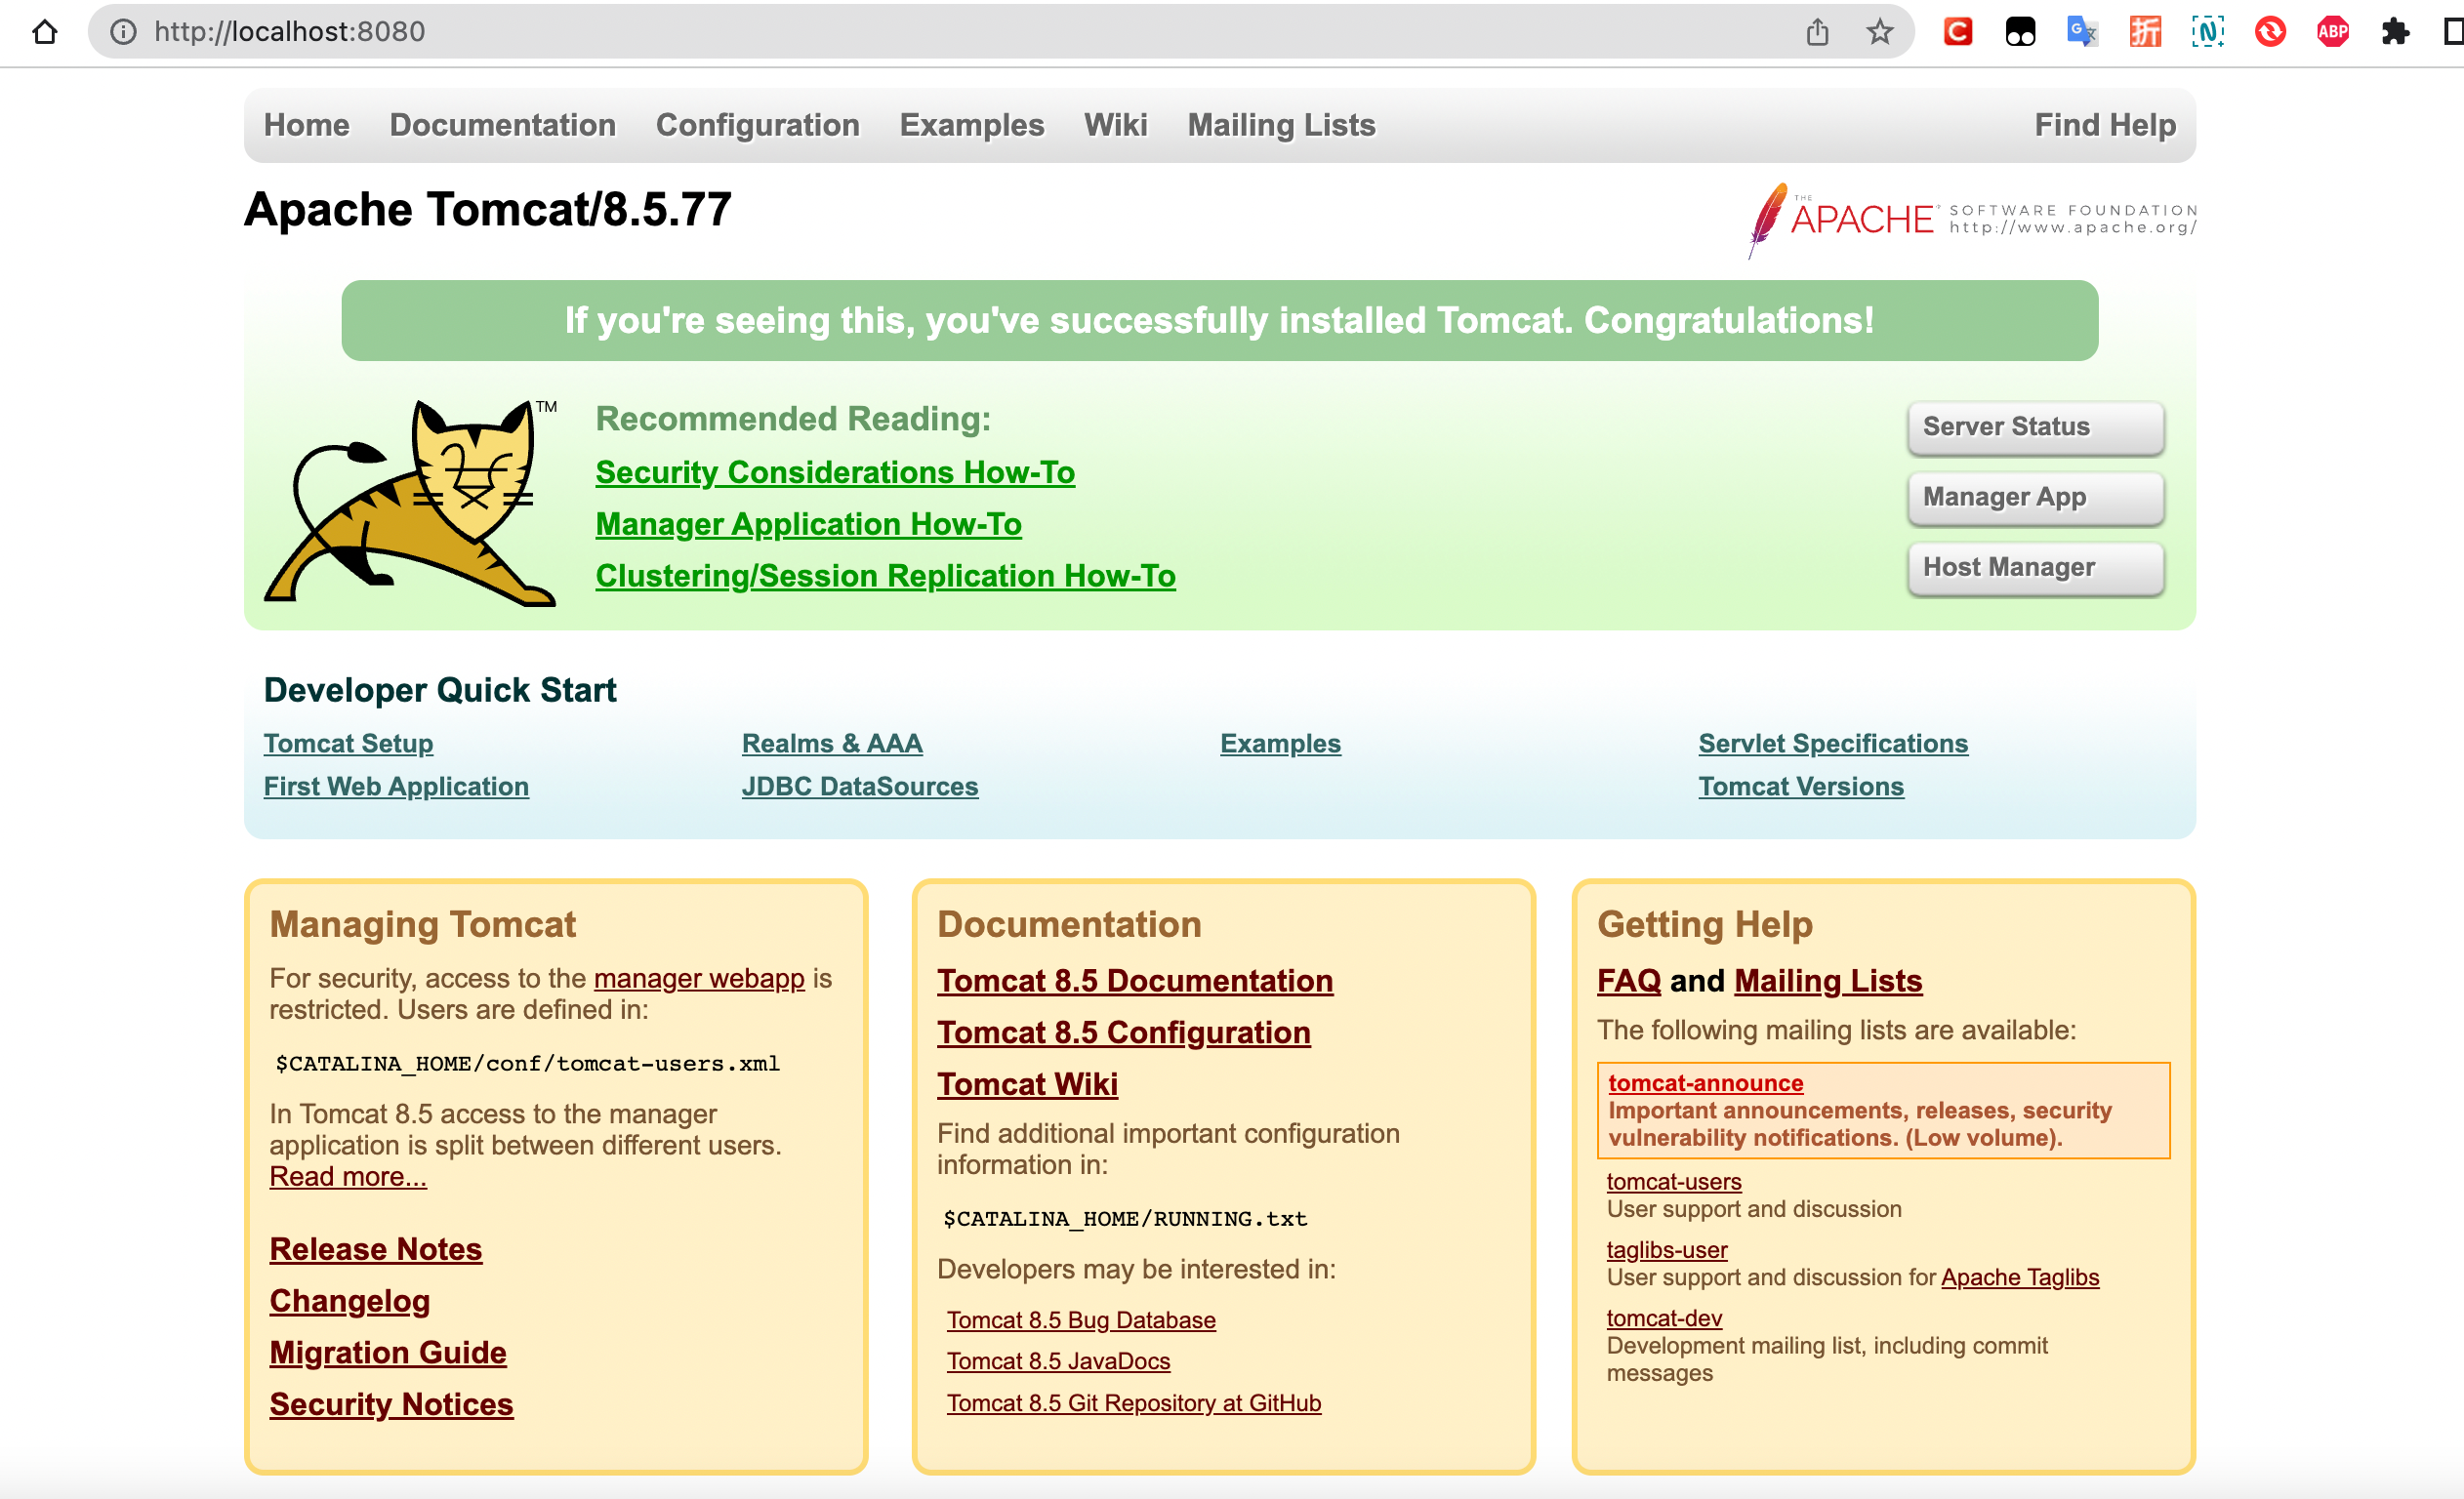 http://localhost:8080
Home Documentation Configuration Examples Wiki Mailing Lists Find Help
Apache Tomcat/8.5.77
THE
APACHE SOFTWARE FOUNDATION
http://www.apache.org/
If you're seeing this, you've successfully installed Tomcat. Congratulations!
TM
Recommended Reading:
Security Considerations How-To
Manager Application How-To
Clustering/Session Replication How-To
Server Status
Manager App
Host Manager
Developer Quick Start
Tomcat Setup
First Web Application
Realms & AAA
JDBC DataSources
Examples
Servlet Specifications
Tomcat Versions
Managing Tomcat
For security, access to the manager webapp is
restricted. Users are defined in:
$CATALINA_HOME/conf/tomcat-users.xml
In Tomcat 8.5 access to the manager
application is split between different users.
Read more...
Release Notes
Changelog
Migration Guide
Security Notices
Documentation
Tomcat 8.5 Documentation
Tomcat 8.5 Configuration
Tomcat Wiki
Find additional important configuration
information in:
$CATALINA_HOME/RUNNING.txt
Developers may be interested in:
Tomcat 8.5 Bug Database
Tomcat 8.5 JavaDocs
Tomcat 8.5 Git Repository at GitHub
Getting Help
FAQ and Mailing Lists
The following mailing lists are available:
tomcat-announce
Important announcements, releases, security
vulnerability notifications. (Low volume).
tomcat-users
User support and discussion
taglibs-user
User support and discussion for Apache Taglibs
tomcat-dev
Development mailing list, including commit
messages
C
G 文
折
N
ABP